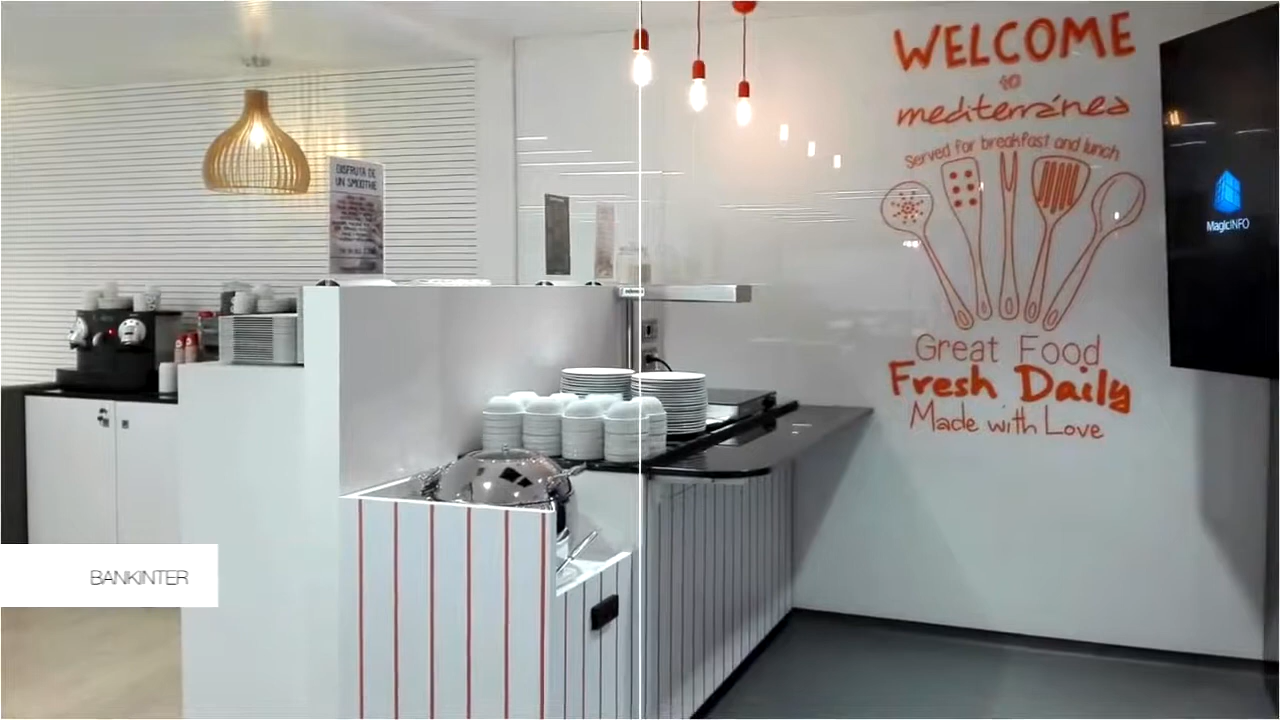 WELCOME
to
mediterránea
Served for breakfast and lunch
DISFRUTA DE
UN SMOOTHIE
MagicINFO
Great Food
Fresh Daily
Made with Love
BANKINTER